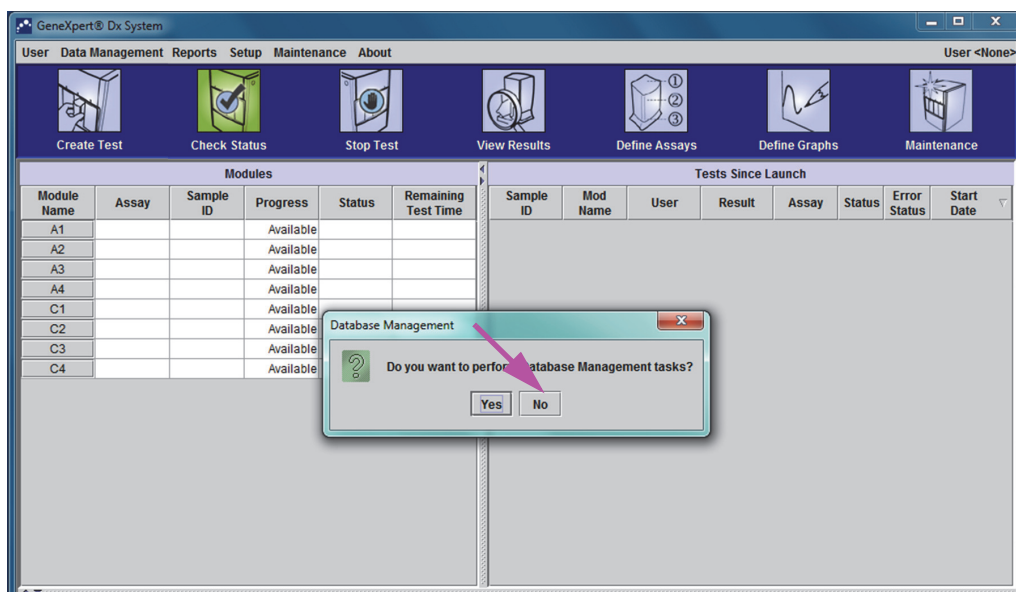 GeneXpert® Dx System
User Data Management Reports Setup Maintenance About User <None>
Create Test Check Status Stop Test View Results Define Assays Define Graphs Maintenance
① ② ③
Modules
Module Name Assay Sample ID Progress Status Remaining Test Time
A1 Available
A2 Available
A3 Available
A4 Available
C1 Available
C2 Available
C3 Available
C4 Available
Tests Since Launch
Sample ID Mod Name User Result Assay Status Error Status Start Date
Database Management
Do you want to perform Database Management tasks?
Yes No